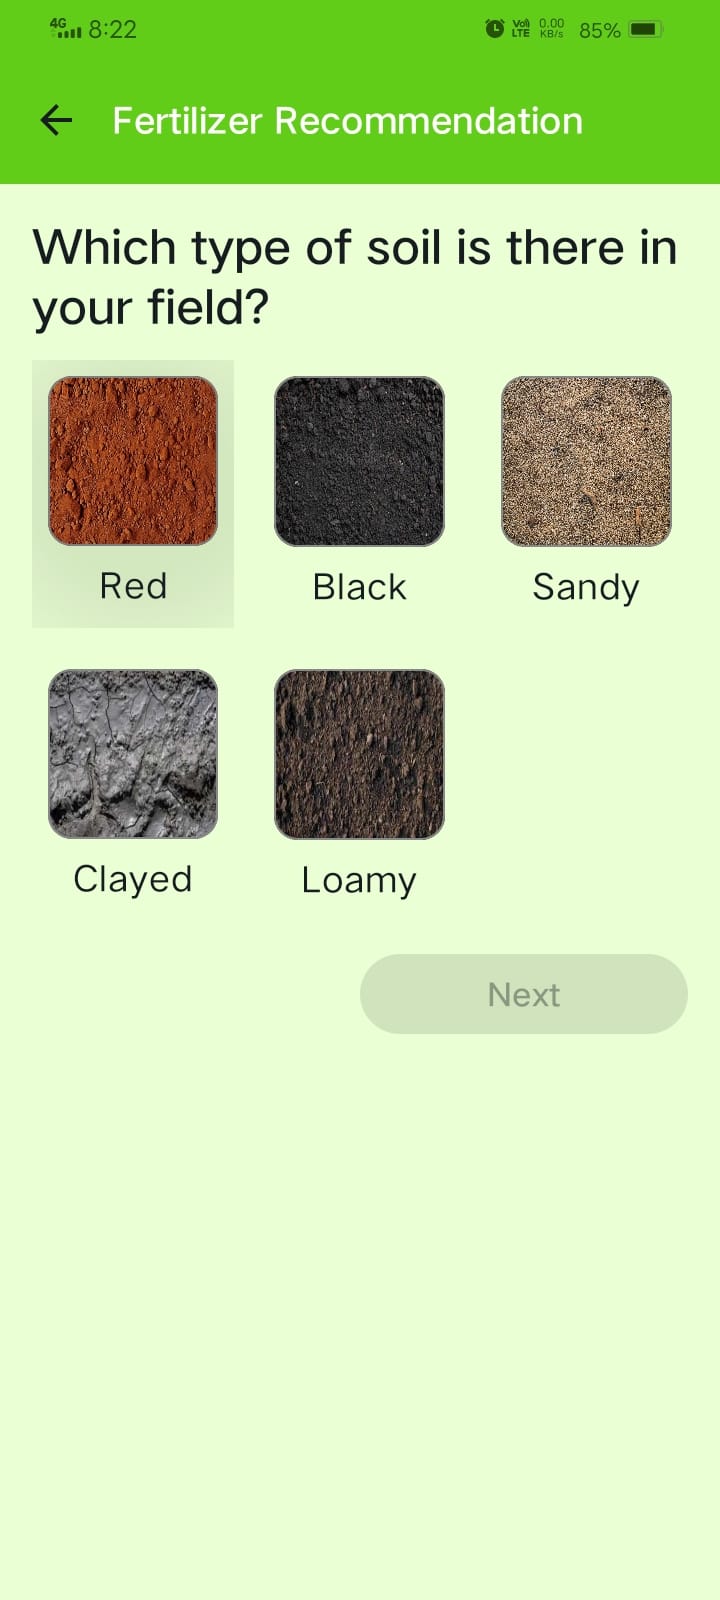 4G 8:22 Vo) LTE 0.00 KB/s 85%
Fertilizer Recommendation
Which type of soil is there in
your field?
Red Black Sandy
Clayed Loamy
Next